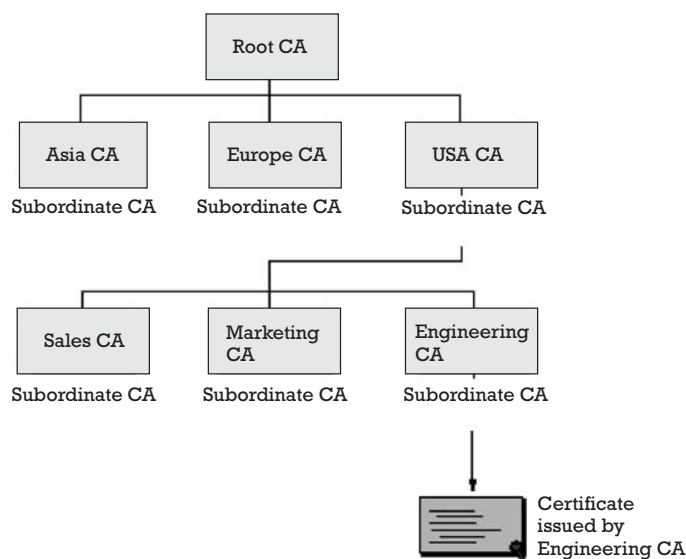 Root CA
Asia CA
Europe CA
USA CA
Subordinate CA
Subordinate CA
Subordinate CA
Sales CA
Marketing
CA
Engineering
CA
Subordinate CA
Subordinate CA
Subordinate CA
Certificate
issued by
Engineering CA